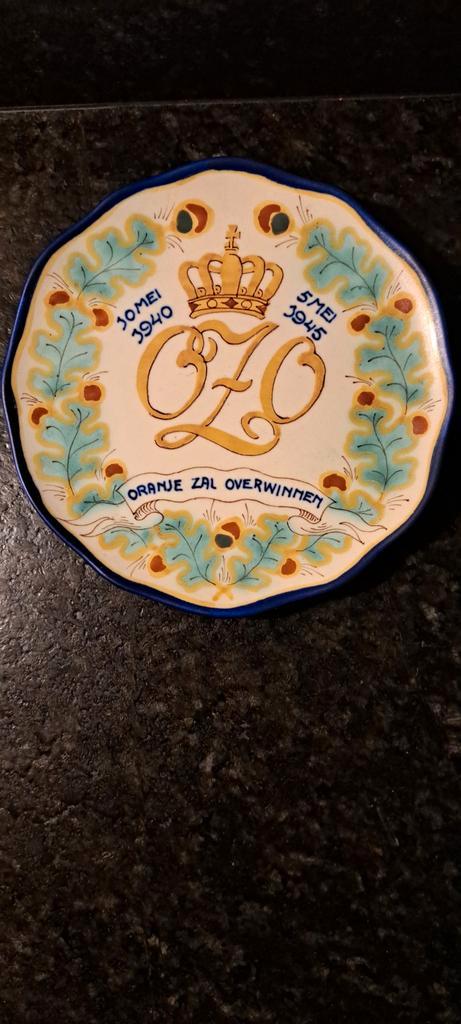 10 MEI
1940
5 MEI
1945
OZO
ORANJE ZAL OVERWINNEN